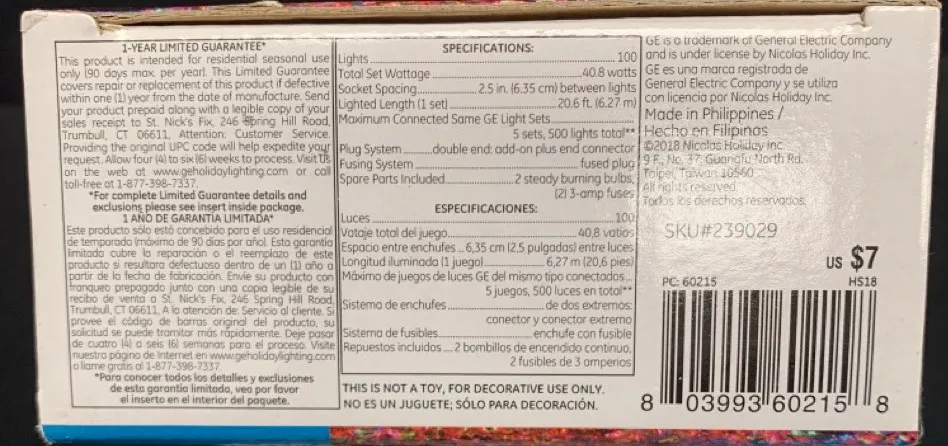 1-YEAR LIMITED GUARANTEE*
This product is intended for residential seasonal use
only (90 days max. per year). This Limited Guarantee
covers repair or replacement of this product if defective
within one (1) year from the date of manufacture. Send
your product prepaid along with a legible copy of your
sales receipt to St. Nick's Fix, 246 Spring Hill Road,
Trumbull, CT 06611, Attention: Customer Service.
Providing the original UPC code will help expedite your
request. Allow four (4) to six (6) weeks to process. Visit Us
on the web at www.geholidaylighting.com or call
toll-free at 1-877-398-7337.
*For complete Limited Guarantee details and
exclusions please see insert inside package.
1 AÑO DE GARANTÍA LIMITADA*
Este producto sólo está concebido para el uso residencial
de temporada (máximo de 90 días por año). Esta garantía
limitada cubre la reparación o el reemplazo de este
producto si resultara defectuoso dentro de un (1) año a
partir de la fecha de fabricación. Envíe su producto con
franqueo prepagado junto con una copia legible de su
recibo de venta a St. Nick's Fix, 246 Spring Hill Road,
Trumbull, CT 06611, A la atención de: Servicio al cliente. Si
provee el código de barras original del producto, su
solicitud se puede tramitar más rápidamente. Deje pasar
de cuatro (4) a seis (6) semanas para el proceso. Visite
nuestra página de Internet en www.geholidaylighting.com
o llame gratis al 1-877-398-7337.
*Para conocer todos los detalles y exclusiones
de esta garantía limitada, vea por favor
el inserto en el interior del paquete.
SPECIFICATIONS:
Lights 100
Total Set Wattage 40.8 watts
Socket Spacing 2.5 in. (6.35 cm) between lights
Lighted Length (1 set) 20.6 ft. (6.27 m)
Maximum Connected Same GE Light Sets
5 sets, 500 lights total**
Plug System double end: add-on plus end connector
Fusing System fused plug
Spare Parts Included 2 steady burning bulbs,
(2) 3-amp fuses
ESPECIFICACIONES:
Luces 100
Vataje total del juego 40,8 vatios
Espacio entre enchufes 6,35 cm (2,5 pulgadas) entre luces
Longitud iluminada (1 juego) 6,27 m (20,6 pies)
Máximo de juegos de luces GE del mismo tipo conectados
5 juegos, 500 luces en total**
Sistema de enchufes de dos extremos:
conector y conector extremo
Sistema de fusibles enchufe con fusible
Repuestos incluidos 2 bombillos de encendido continuo,
2 fusibles de 3 amperios
THIS IS NOT A TOY, FOR DECORATIVE USE ONLY.
NO ES UN JUGUETE; SÓLO PARA DECORACIÓN.
GE is a trademark of General Electric Company
and is under license by Nicolas Holiday Inc.
GE es una marca registrada de
General Electric Company y se utiliza
con licencia por Nicolas Holiday Inc.
Made in Philippines /
Hecho en Filipinas
©2018 Nicolas Holiday Inc.
9 F., No. 37, Guangfu North Rd.
Taipei, Taiwan 10560
All rights reserved.
Todos los derechos reservados.
SKU#239029
US $7
PC: 60215 HS18
8 03993 60215 8